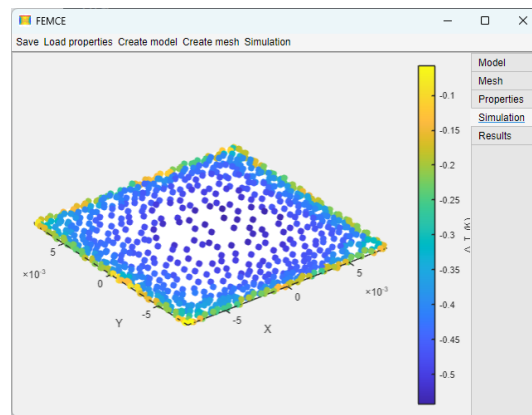 FEMCE
Save Load properties Create model Create mesh Simulation
Model
Mesh
Properties
Simulation
Results
-0.1
-0.15
-0.2
-0.25
-0.3
-0.35
-0.4
-0.45
-0.5
Δ T (K)
5
0
-5
×10⁻³
Y
-5
0
5
×10⁻³
X